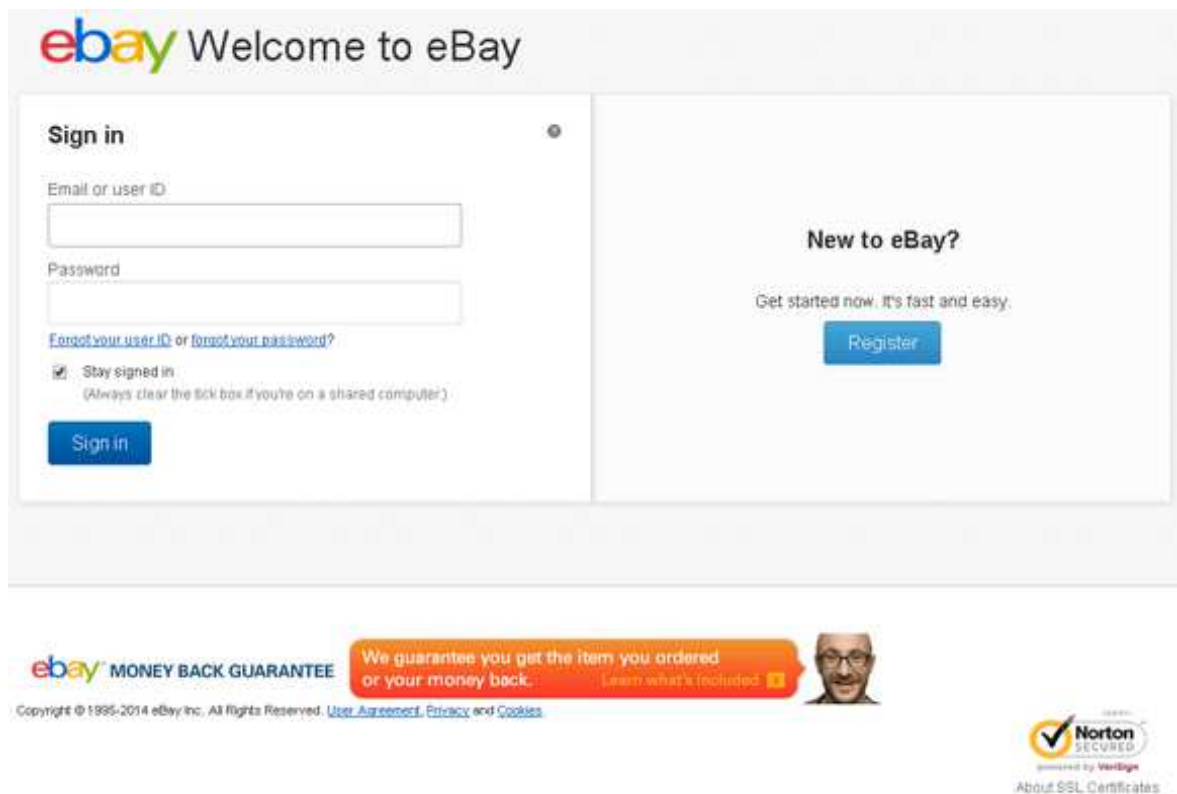 ebay Welcome to eBay
Sign in
Email or user ID
Password
Forgot your user ID or forgot your password?
Stay signed in
(Always clear the tick box if you're on a shared computer.)
Sign in
New to eBay?
Get started now. It's fast and easy.
Register
ebay MONEY BACK GUARANTEE
We guarantee you get the item you ordered
or your money back. Learn what's included
Copyright © 1995-2014 eBay Inc. All Rights Reserved. User Agreement, Privacy and Cookies
Norton
SECURED
powered by VeriSign
About SSL Certificates